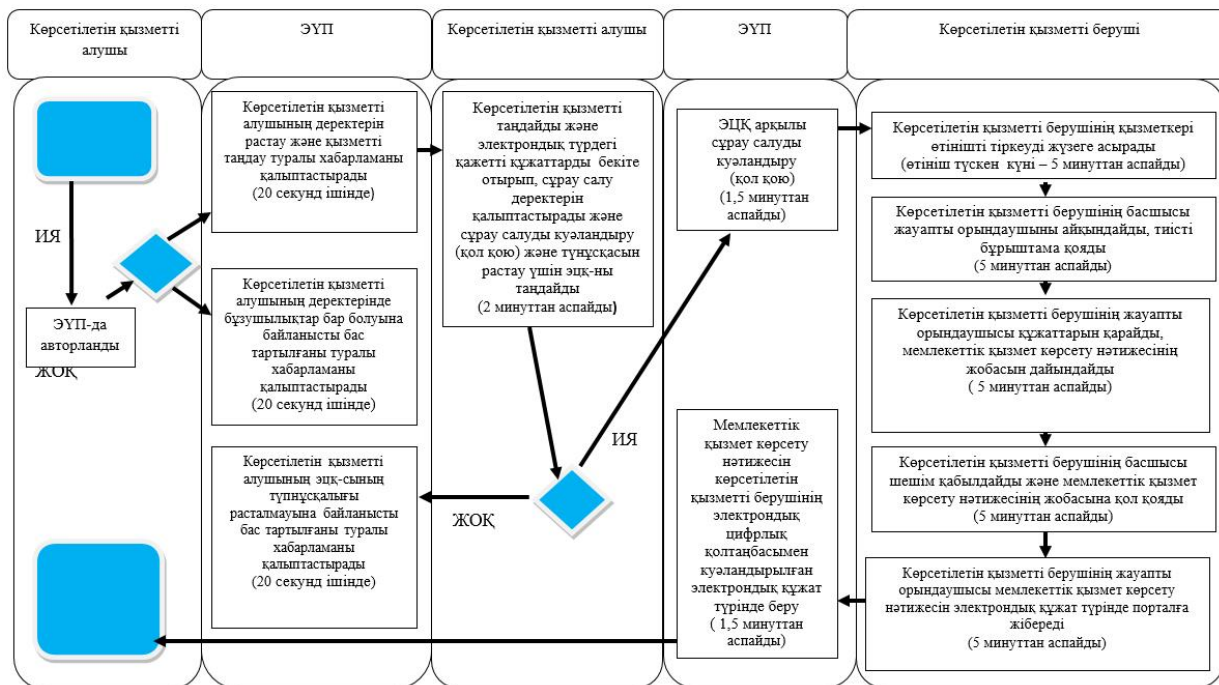 Көрсетілетін қызметті
алушы
ЭҮП
Көрсетілетін қызметті алушы
ЭҮП
Көрсетілетін қызметті беруші
ИЯ
ЭҮП-да
авторланды
ЖОҚ
Көрсетілетін қызметті
алушының деректерін
растау және қызметті
таңдау туралы хабарламаны
қалыптастырады
(20 секунд ішінде)
Көрсетілетін қызметті
алушының деректерінде
бұзушылықтар бар болуына
байланысты бас
тартылғаны туралы
хабарламаны
қалыптастырады
(20 секунд ішінде)
Көрсетілетін қызметті
алушының эцқ-сының
түпнұсқалығы
расталмауына байланысты
бас тартылғаны туралы
хабарламаны
қалыптастырады
(20 секунд ішінде)
Көрсетілетін қызметті
таңдайды және
электрондық түрдегі
қажетті құжаттарды бекіте
отырып, сұрау салу
деректерін
қалыптастырады және
сұрау салуды куәландыру
(қол қою) және түңұсқасын
растау үшін эцқ-ны
таңдайды
(2 минуттан аспайды)
ИЯ
ЖОҚ
ЭЦҚ арқылы
сұрау салуды
куәландыру
(қол қою)
(1,5 минуттан
аспайды)
Мемлекеттік
қызмет көрсету
нәтижесін
көрсетілетін
қызметті берушінің
электрондық
цифрлық
қолтаңбасымен
куәландырылған
электрондық құжат
түрінде беру
( 1,5 минуттан
аспайды)
Көрсетілетін қызметті берушінің қызметкері
өтінішті тіркеуді жүзеге асырады
(өтініш түскен күні – 5 минуттан аспайды)
Көрсетілетін қызметті берушінің басшысы
жауапты орындаушыны айқындайды, тиісті
бұрыштама қояды
(5 минуттан аспайды)
Көрсетілетін қызметті берушінің жауапты
орындаушысы құжаттарын қарайды,
мемлекеттік қызмет көрсету нәтижесінің
жобасын дайындайды
( 5 минуттан аспайды)
Көрсетілетін қызметті берушінің басшысы
шешім қабылдайды және мемлекеттік қызмет
көрсету нәтижесінің жобасына қол қояды
(5 минуттан аспайды)
Көрсетілетін қызметті берушінің жауапты
орындаушысы мемлекеттік қызмет көрсету
нәтижесін электрондық құжат түрінде порталға
жібереді
(5 минуттан аспайды)